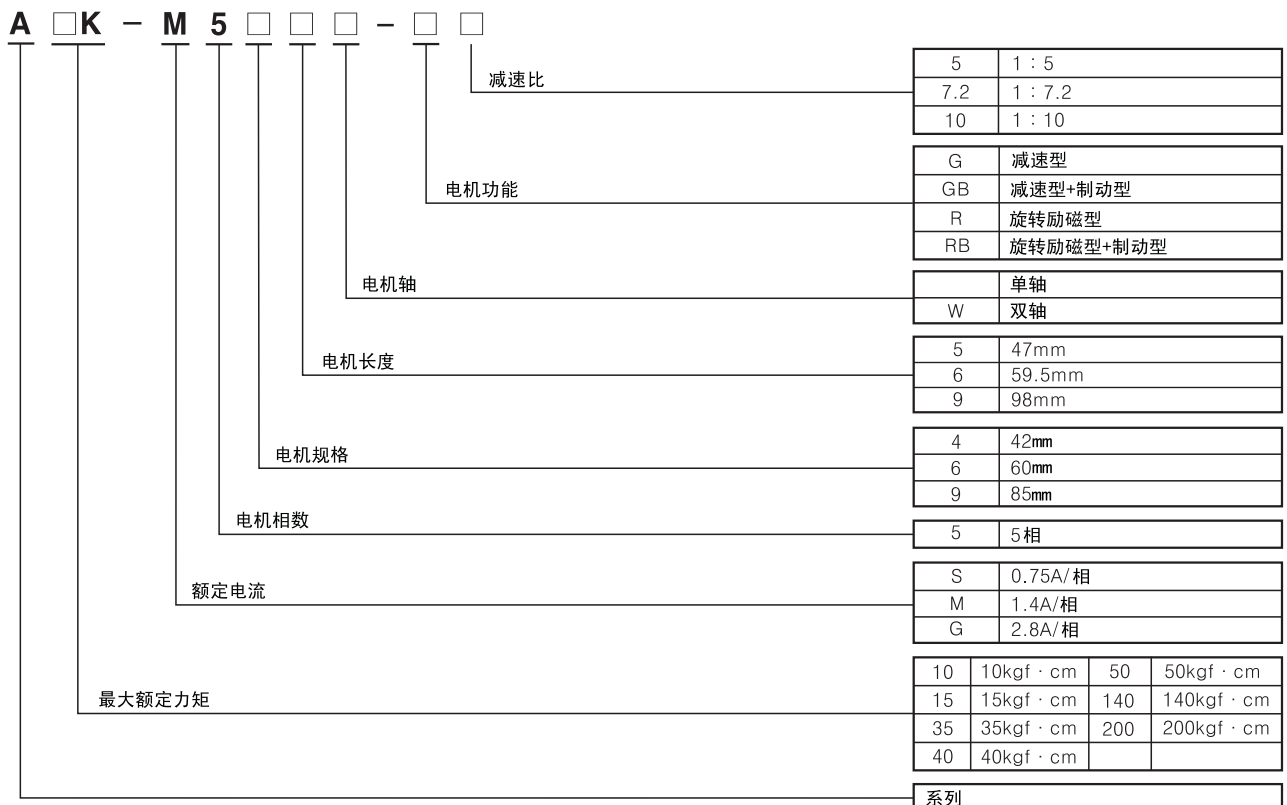 A □K - M 5 □ □ □ - □ □
减速比
5 1 : 5
7.2 1 : 7.2
10 1 : 10
电机功能
G 减速型
GB 减速型+制动型
R 旋转励磁型
RB 旋转励磁型+制动型
电机轴
单轴
W 双轴
电机长度
5 47mm
6 59.5mm
9 98mm
电机规格
4 42mm
6 60mm
9 85mm
电机相数
5 5相
额定电流
S 0.75A/相
M 1.4A/相
G 2.8A/相
最大额定力矩
10 10kgf · cm 50 50kgf · cm
15 15kgf · cm 140 140kgf · cm
35 35kgf · cm 200 200kgf · cm
40 40kgf · cm
系列